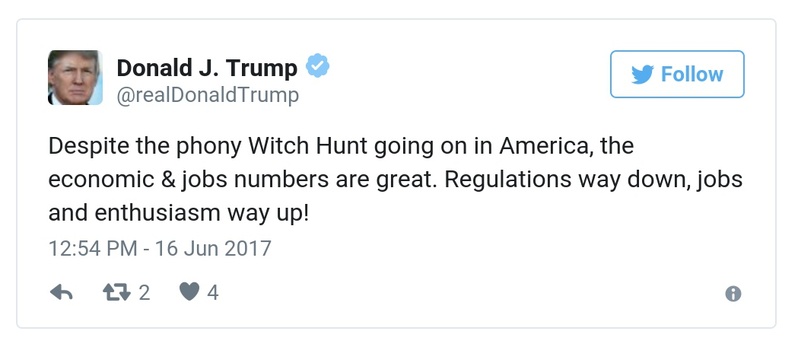 Donald J. Trump
@realDonaldTrump
Follow
Despite the phony Witch Hunt going on in America, the
economic & jobs numbers are great. Regulations way down, jobs
and enthusiasm way up!
12:54 PM - 16 Jun 2017
2 4